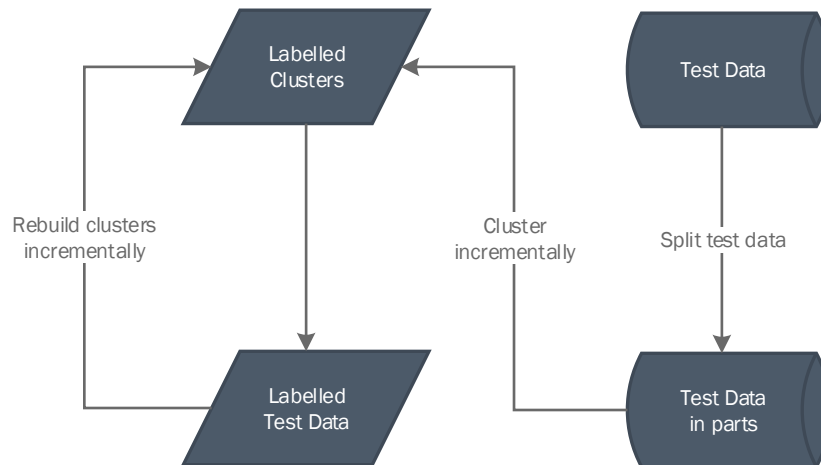 Labelled
Clusters
Test Data
Rebuild clusters
incrementally
Cluster
incrementally
Split test data
Labelled
Test Data
Test Data
in parts